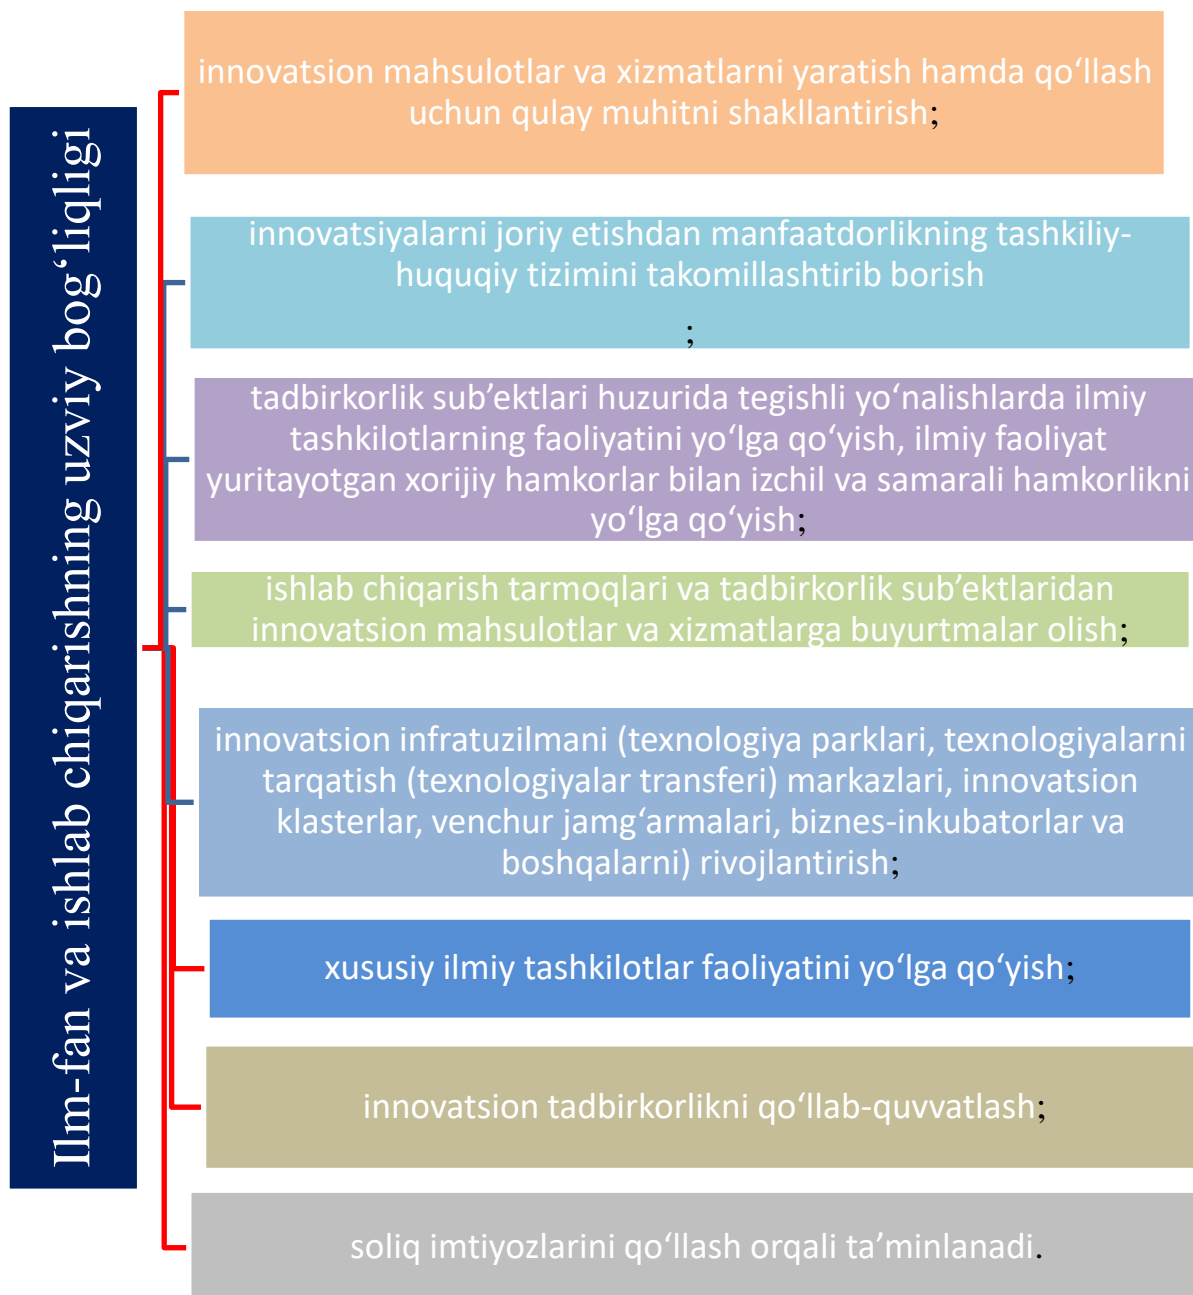 Ilm-fan va ishlab chiqarishning uzviy bog‘liqligi
innovatsion mahsulotlar va xizmatlarni yaratish hamda qo‘llash
uchun qulay muhitni shakllantirish;
innovatsiyalarni joriy etishdan manfaatdorlikning tashkiliy-
huquqiy tizimini takomillashtirib borish
;
tadbirkorlik sub’ektlari huzurida tegishli yo‘nalishlarda ilmiy
tashkilotlarning faoliyatini yo‘lga qo‘yish, ilmiy faoliyat
yuritayotgan xorijiy hamkorlar bilan izchil va samarali hamkorlikni
yo‘lga qo‘yish;
ishlab chiqarish tarmoqlari va tadbirkorlik sub’ektlaridan
innovatsion mahsulotlar va xizmatlarga buyurtmalar olish;
innovatsion infratuzilmani (texnologiya parklari, texnologiyalarni
tarqatish (texnologiyalar transferi) markazlari, innovatsion
klasterlar, venchur jamg‘armalari, biznes-inkubatorlar va
boshqalarni) rivojlantirish;
xususiy ilmiy tashkilotlar faoliyatini yo‘lga qo‘yish;
innovatsion tadbirkorlikni qo‘llab-quvvatlash;
soliq imtiyozlarini qo‘llash orqali ta’minlanadi.